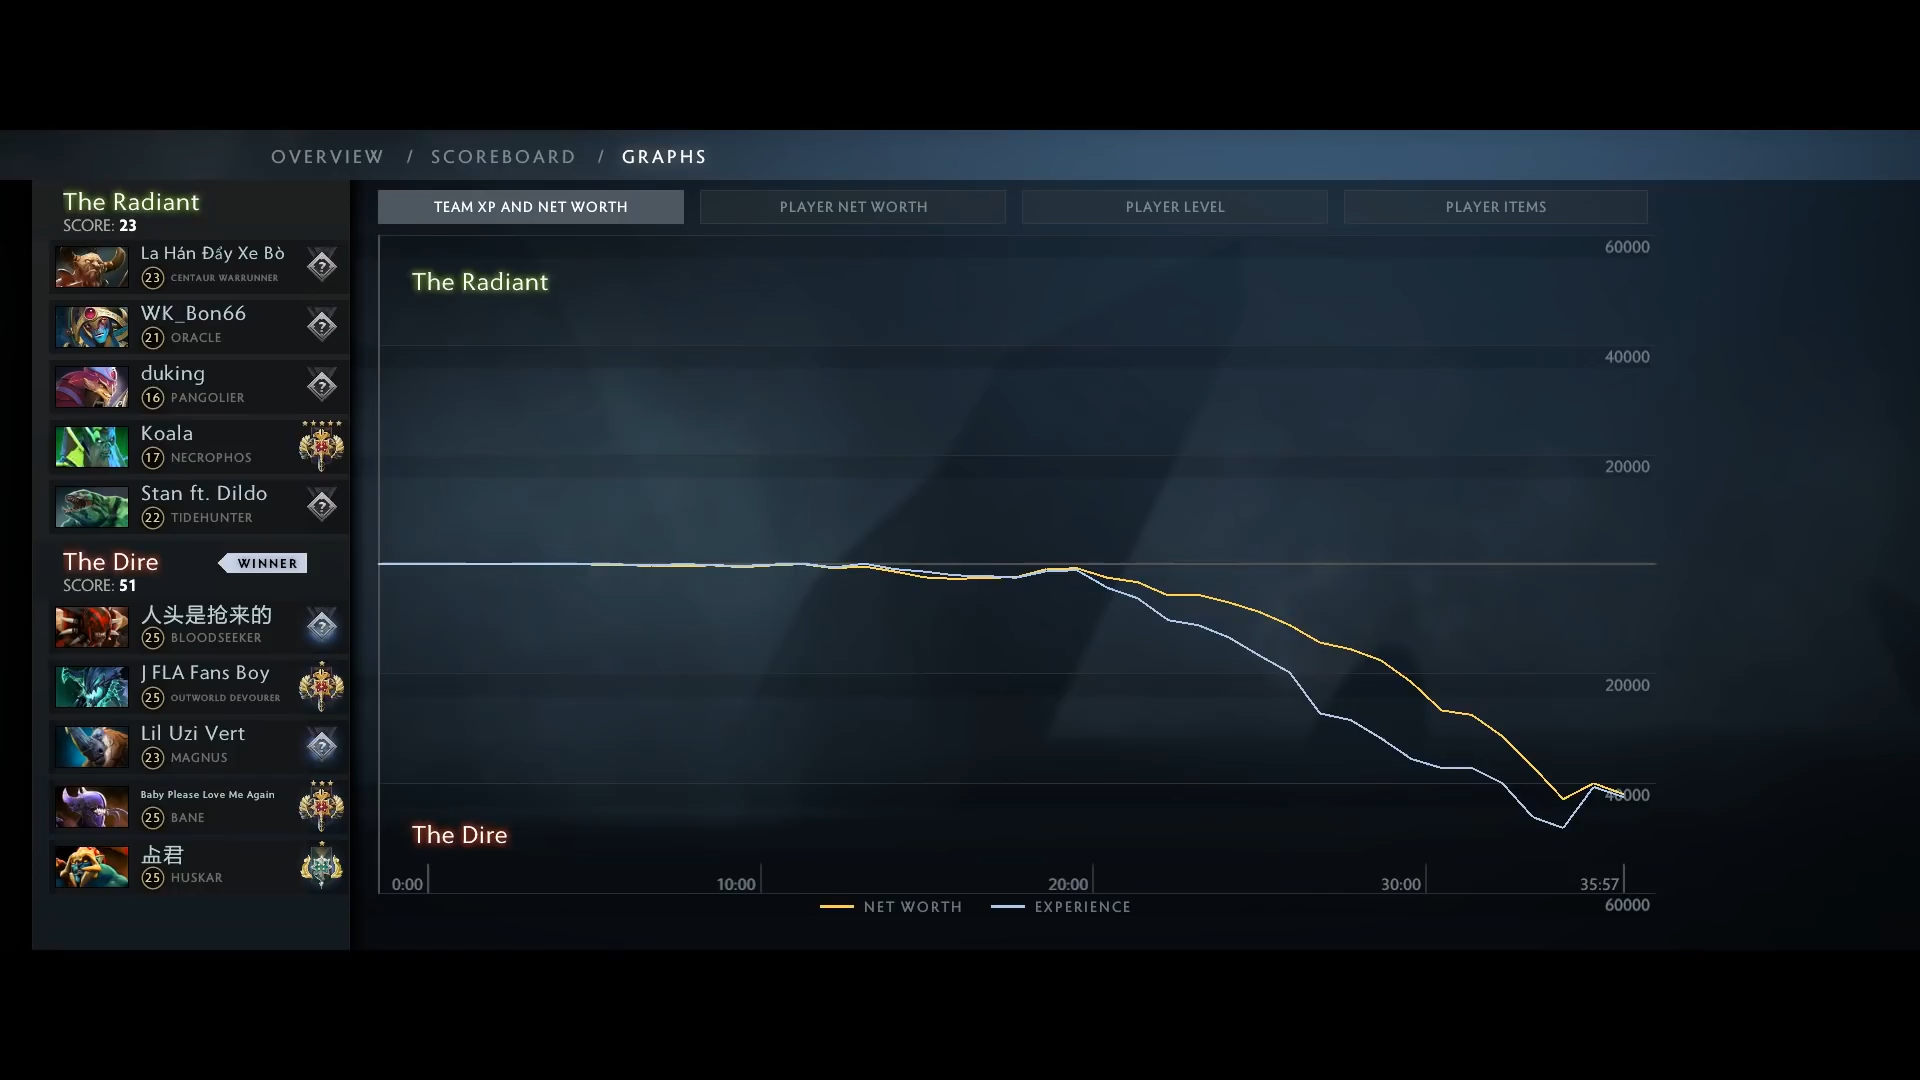 OVERVIEW / SCOREBOARD / GRAPHS
The Radiant
SCORE: 23
La Hán Đẩy Xe Bò
23 CENTAUR WARRUNNER
WK_Bon66
21 ORACLE
duking
16 PANGOLIER
Koala
17 NECROPHOS
Stan ft. Dildo
22 TIDEHUNTER
The Dire
WINNER
SCORE: 51
人头是抢来的
25 BLOODSEEKER
J FLA Fans Boy
25 OUTWORLD DEVOURER
Lil Uzi Vert
23 MAGNUS
Baby Please Love Me Again
25 BANE
卢君
25 HUSKAR
TEAM XP AND NET WORTH
PLAYER NET WORTH
PLAYER LEVEL
PLAYER ITEMS
The Radiant
60000
40000
20000
20000
40000
The Dire
0:00
10:00
20:00
30:00
35:57
60000
NET WORTH
EXPERIENCE